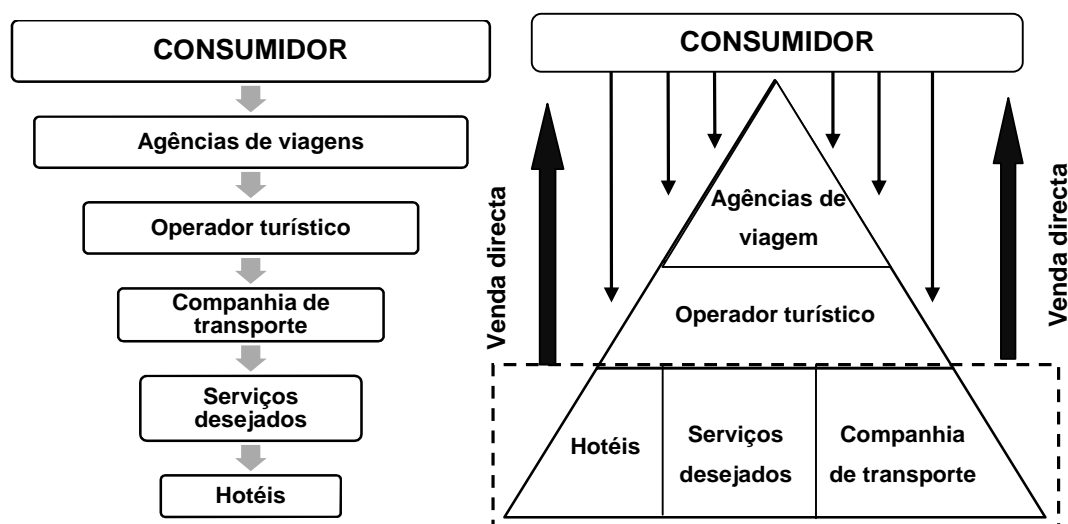 CONSUMIDOR
Agências de viagens
Operador turístico
Companhia de
transporte
Serviços
desejados
Hotéis
CONSUMIDOR
Venda directa
Agências de
viagem
Operador turístico
Hotéis
Serviços
desejados
Companhia
de transporte
Venda directa